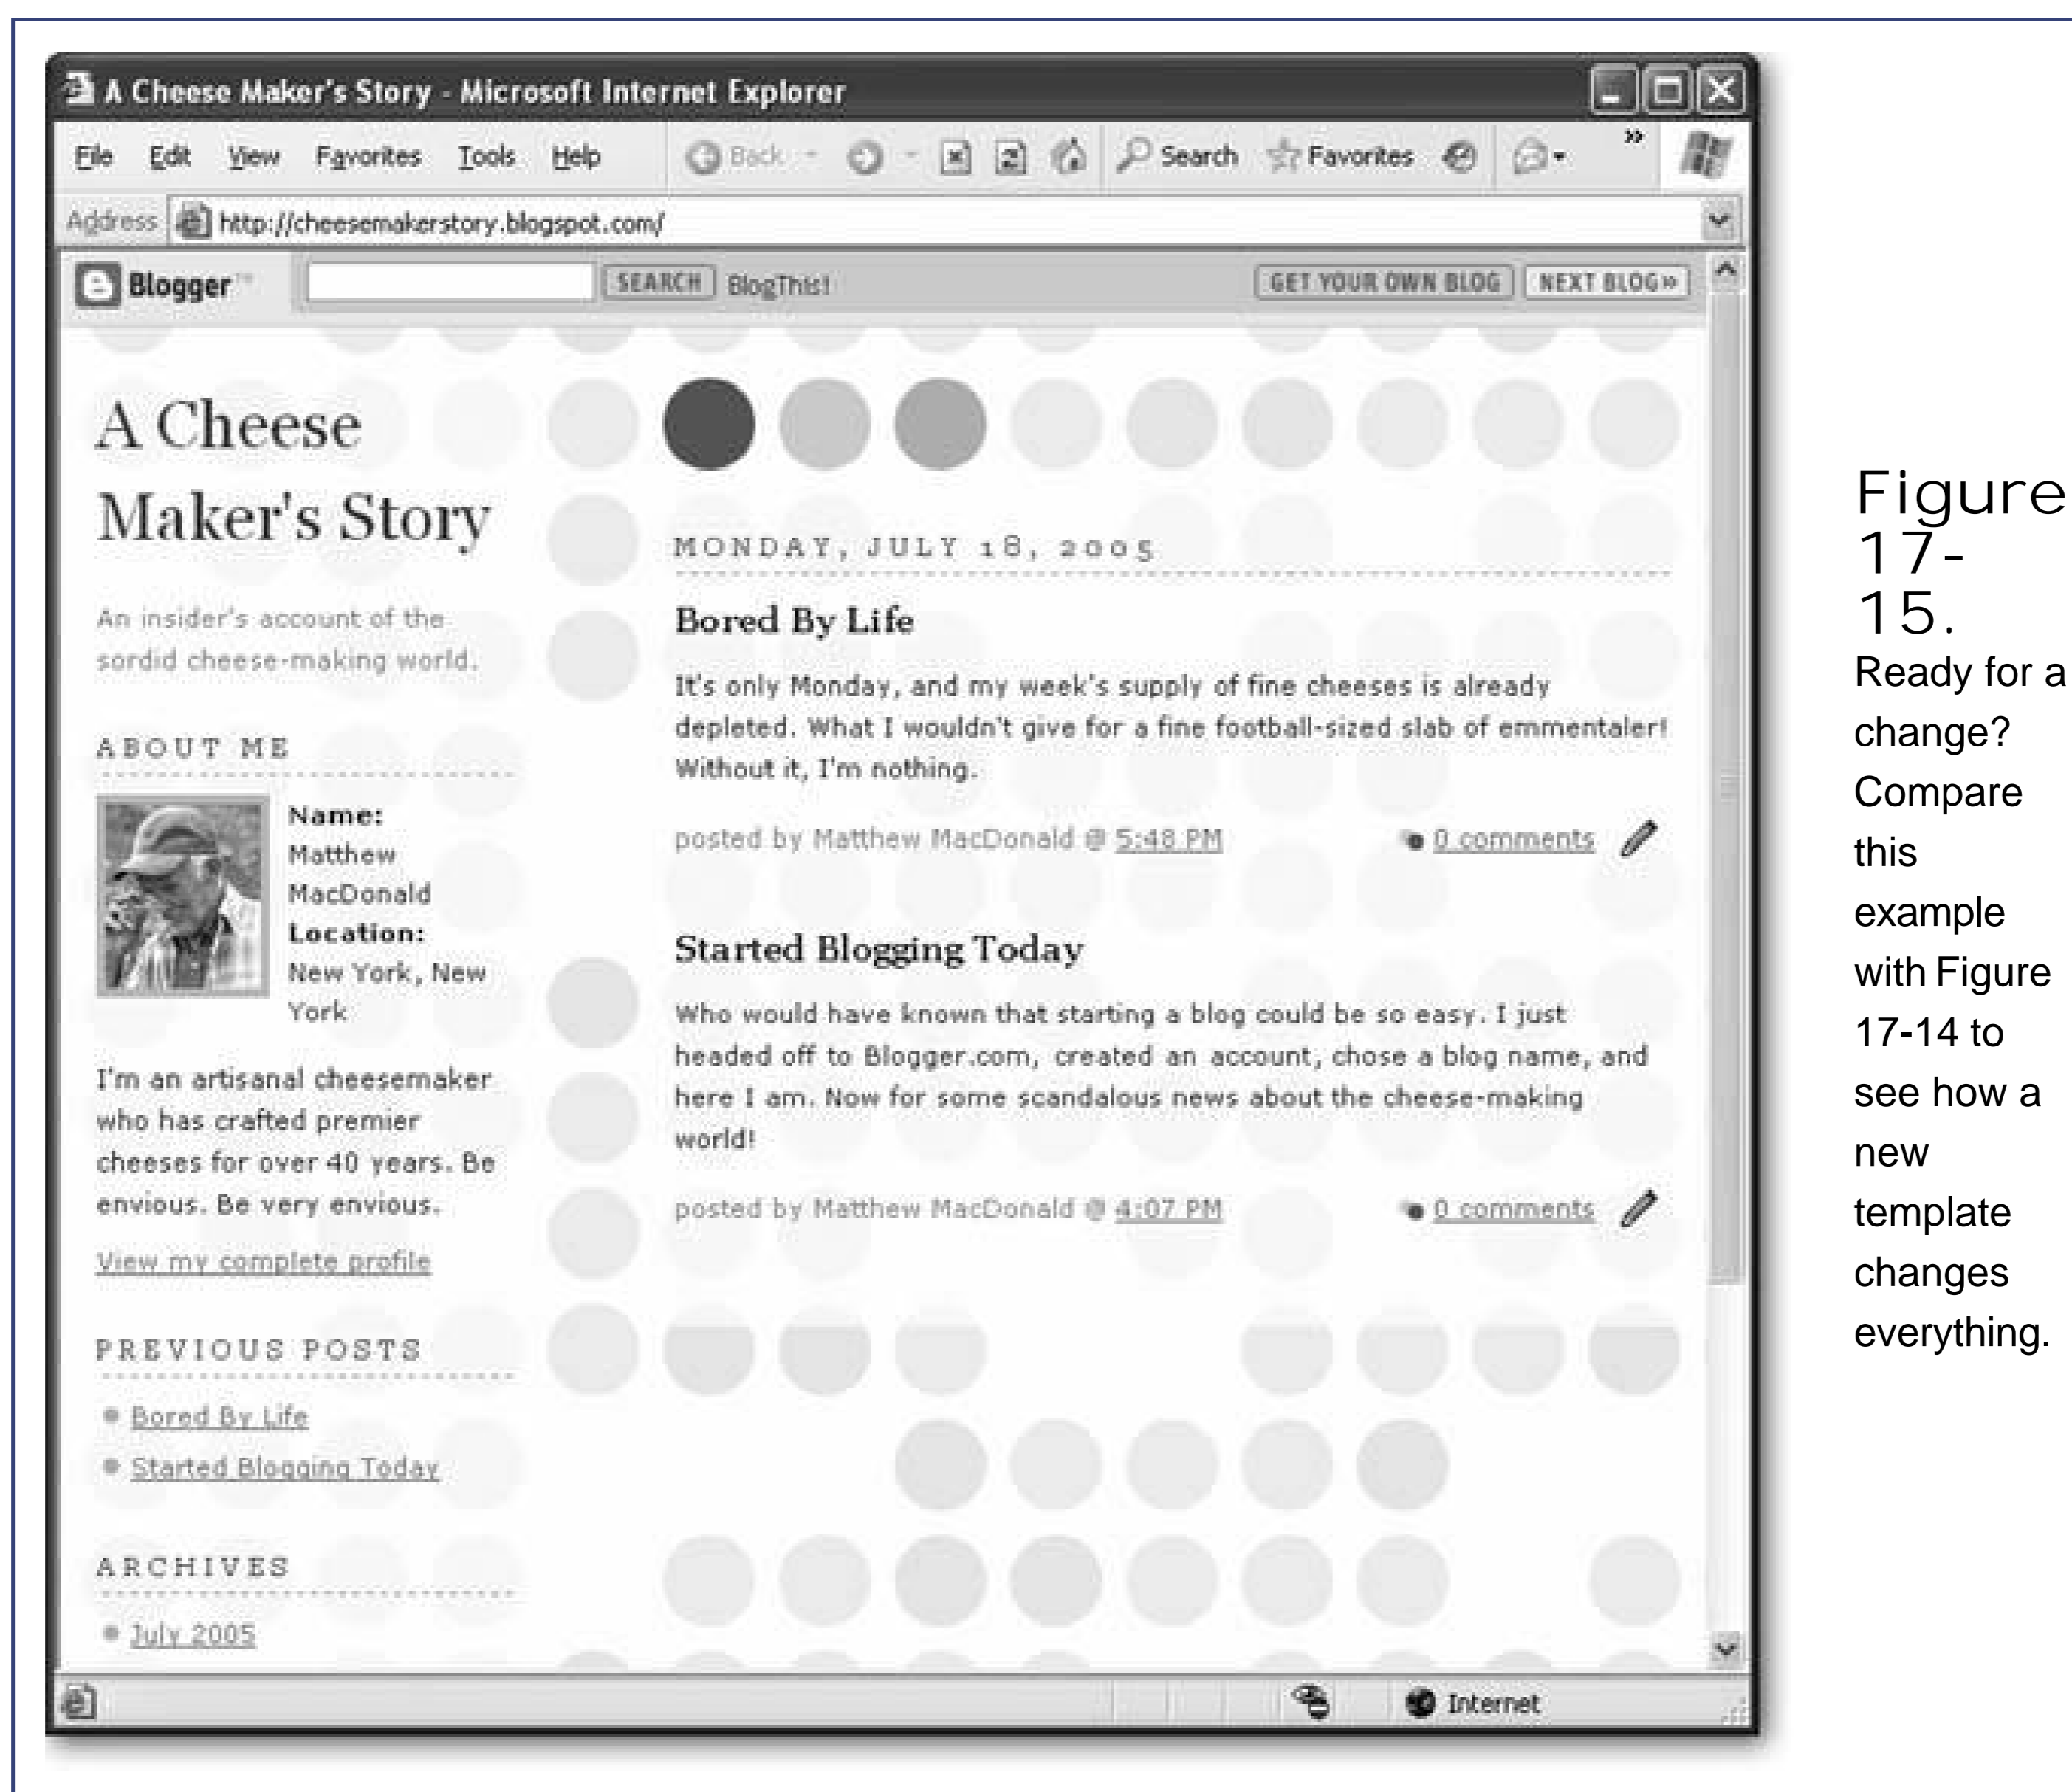 A Cheese Maker's Story - Microsoft Internet Explorer
File Edit View Favorites Tools Help Back Search Favorites »
Address http://cheesemakerstory.blogspot.com/
Blogger™ SEARCH BlogThis! GET YOUR OWN BLOG NEXT BLOG»
A Cheese
Maker's Story
An insider's account of the
sordid cheese-making world.
ABOUT ME
Name:
Matthew
MacDonald
Location:
New York, New
York
I'm an artisanal cheesemaker
who has crafted premier
cheeses for over 40 years. Be
envious. Be very envious.
View my complete profile
PREVIOUS POSTS
Bored By Life
Started Blogging Today
ARCHIVES
July 2005
MONDAY, JULY 18, 2005
Bored By Life
It's only Monday, and my week's supply of fine cheeses is already
depleted. What I wouldn't give for a fine football-sized slab of emmentaler!
Without it, I'm nothing.
posted by Matthew MacDonald @ 5:48 PM 0 comments
Started Blogging Today
Who would have known that starting a blog could be so easy. I just
headed off to Blogger.com, created an account, chose a blog name, and
here I am. Now for some scandalous news about the cheese-making
world!
posted by Matthew MacDonald @ 4:07 PM 0 comments
Internet
Figure
17-
15.
Ready for a
change?
Compare
this
example
with Figure
17-14 to
see how a
new
template
changes
everything.